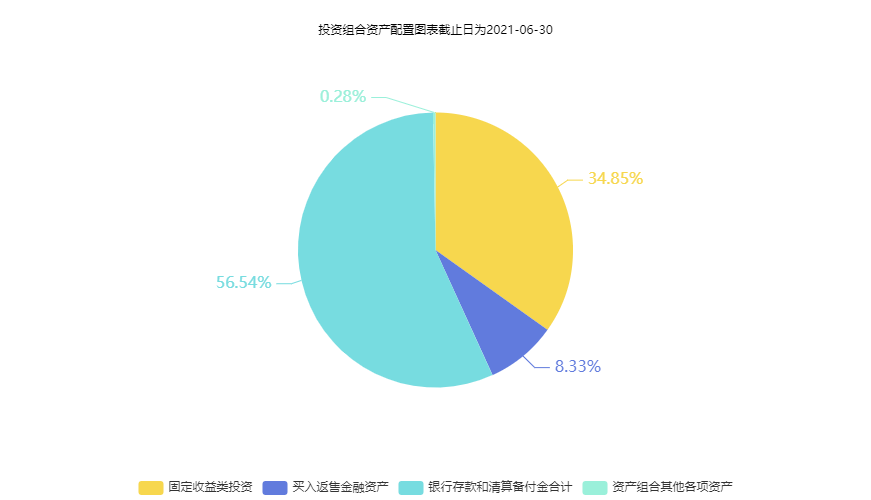 投资组合资产配置图表截止日为2021-06-30
0.28%
34.85%
56.54%
8.33%
固定收益类投资 买入返售金融资产 银行存款和清算备付金合计 资产组合其他各项资产